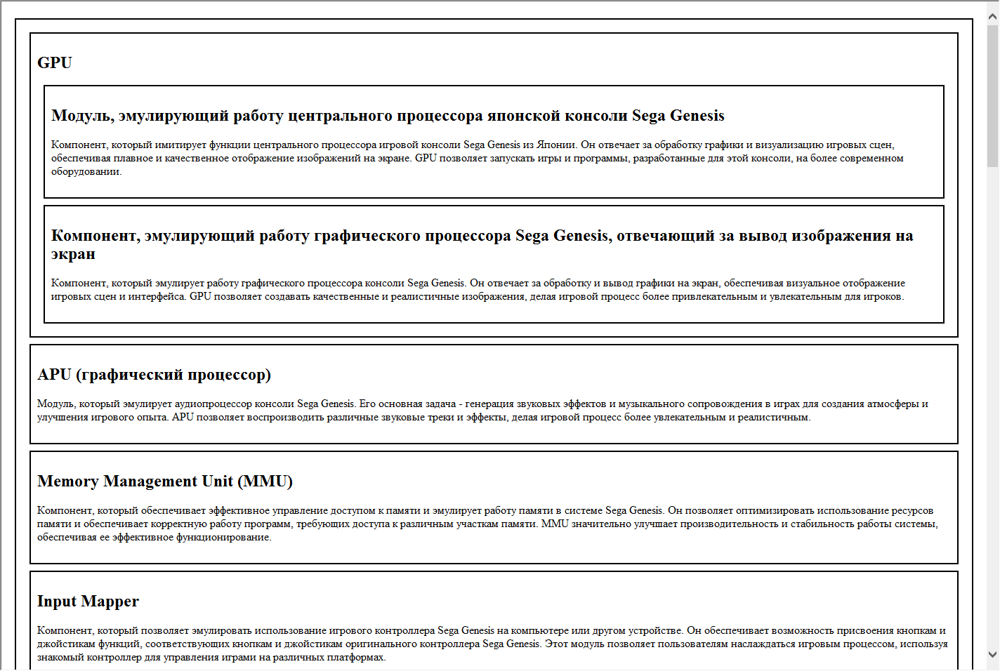 GPU
Модуль, эмулирующий работу центрального процессора японской консоли Sega Genesis
Компонент, который имитирует функции центрального процессора игровой консоли Sega Genesis из Японии. Он отвечает за обработку графики и визуализацию игровых сцен,
обеспечивая плавное и качественное отображение изображений на экране. GPU позволяет запускать игры и программы, разработанные для этой консоли, на более современном
оборудовании.
Компонент, эмулирующий работу графического процессора Sega Genesis, отвечающий за вывод изображения на
экран
Компонент, который эмулирует работу графического процессора консоли Sega Genesis. Он отвечает за обработку и вывод графики на экран, обеспечивая визуальное отображение
игровых сцен и интерфейса. GPU позволяет создавать качественные и реалистичные изображения, делая игровой процесс более привлекательным и увлекательным для игроков.
APU (графический процессор)
Модуль, который эмулирует аудиопроцессор консоли Sega Genesis. Его основная задача - генерация звуковых эффектов и музыкального сопровождения в играх для создания атмосферы и
улучшения игрового опыта. APU позволяет воспроизводить различные звуковые треки и эффекты, делая игровой процесс более увлекательным и реалистичным.
Memory Management Unit (MMU)
Компонент, который обеспечивает эффективное управление доступом к памяти и эмулирует работу памяти в системе Sega Genesis. Он позволяет оптимизировать использование ресурсов
памяти и обеспечивает корректную работу программ, требующих доступа к различным участкам памяти. MMU значительно улучшает производительность и стабильность работы системы,
обеспечивая ее эффективное функционирование.
Input Mapper
Компонент, который позволяет эмулировать использование игрового контроллера Sega Genesis на компьютере или другом устройстве. Он обеспечивает возможность присвоения кнопкам и
джойстикам функций, соответствующих кнопкам и джойстикам оригинального контроллера Sega Genesis. Этот модуль позволяет пользователям наслаждаться игровым процессом, используя
знакомый контроллер для управления играми на различных платформах.